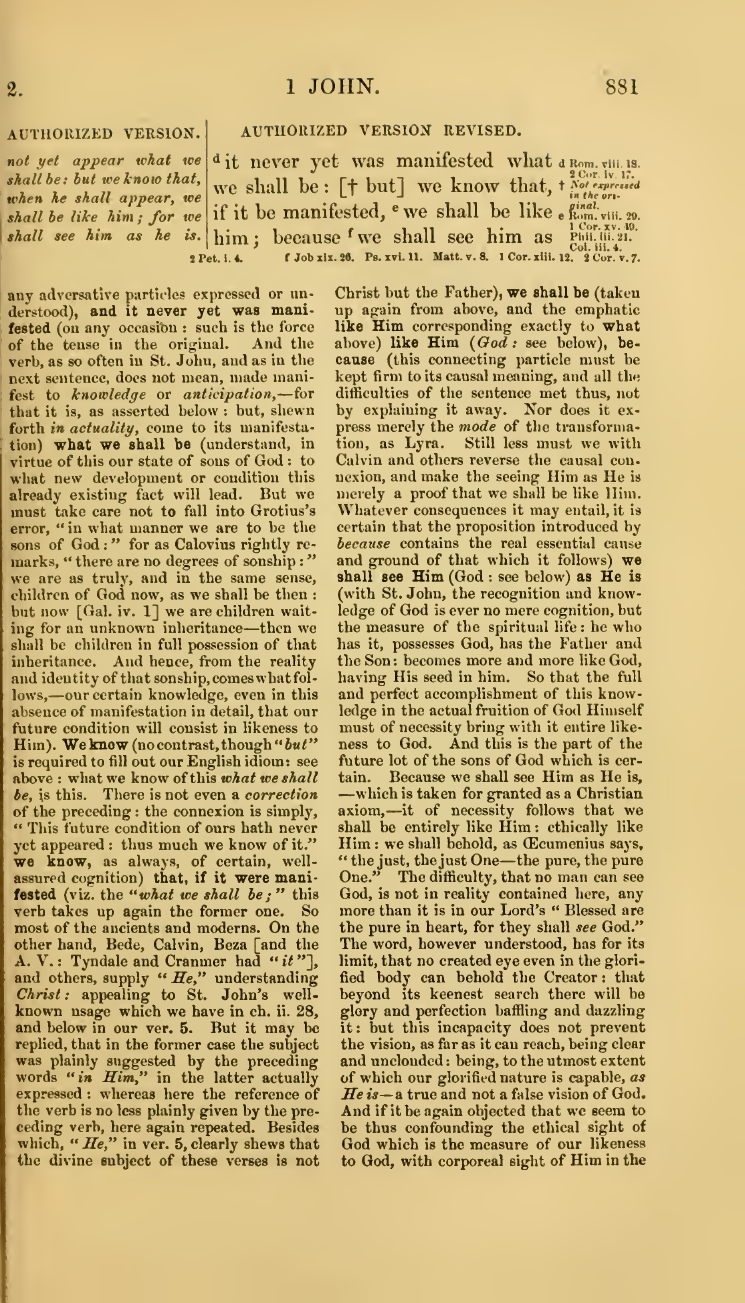 2.
1 JOHN.
881
AUTHORIZED VERSION.
not yet appear what we
shall be: but we know that,
when he shall appear, we
shall be like him; for we
shall see him as he is.
AUTHORIZED VERSION REVISED.
d it never yet was manifested what
we shall be: [† but] we know that,
if it be manifested, e we shall be like
him; because f we shall see him as
d Rom. viii. 18.
2 Cor. iv. 17.
† Not expressed
in the ori-
ginal.
e Rom. viii. 29.
1 Cor. xv. 49.
Phil. iii. 21.
Col. iii. 4.
2 Pet. i. 4. f Job xix. 26. Ps. xvi. 11. Matt. v. 8. 1 Cor. xiii. 12. 2 Cor. v. 7.
any adversative particles expressed or un-
derstood), and it never yet was mani-
fested (on any occasion: such is the force
of the tense in the original. And the
verb, as so often in St. John, and as in the
next sentence, does not mean, made mani-
fest to knowledge or anticipation,—for
that it is, as asserted below: but, shewn
forth in actuality, come to its manifesta-
tion) what we shall be (understand, in
virtue of this our state of sons of God: to
what new development or condition this
already existing fact will lead. But we
must take care not to fall into Grotius's
error, "in what manner we are to be the
sons of God:" for as Calovius rightly re-
marks, "there are no degrees of sonship:"
we are as truly, and in the same sense,
children of God now, as we shall be then:
but now [Gal. iv. 1] we are children wait-
ing for an unknown inheritance—then we
shall be children in full possession of that
inheritance. And hence, from the reality
and identity of that sonship, comes what fol-
lows,—our certain knowledge, even in this
absence of manifestation in detail, that our
future condition will consist in likeness to
Him). We know (no contrast, though "but"
is required to fill out our English idiom: see
above: what we know of this what we shall
be, is this. There is not even a correction
of the preceding: the connexion is simply,
"This future condition of ours hath never
yet appeared: thus much we know of it."
we know, as always, of certain, well-
assured cognition) that, if it were mani-
fested (viz. the "what we shall be;" this
verb takes up again the former one. So
most of the ancients and moderns. On the
other hand, Bede, Calvin, Beza [and the
A. V.: Tyndale and Cranmer had "it"],
and others, supply "He," understanding
Christ: appealing to St. John's well-
known usage which we have in ch. ii. 28,
and below in our ver. 5. But it may be
replied, that in the former case the subject
was plainly suggested by the preceding
words "in Him," in the latter actually
expressed: whereas here the reference of
the verb is no less plainly given by the pre-
ceding verb, here again repeated. Besides
which, "He," in ver. 5, clearly shews that
the divine subject of these verses is not
Christ but the Father), we shall be (taken
up again from above, and the emphatic
like Him corresponding exactly to what
above) like Him (God: see below), be-
cause (this connecting particle must be
kept firm to its causal meaning, and all the
difficulties of the sentence met thus, not
by explaining it away. Nor does it ex-
press merely the mode of the transforma-
tion, as Lyra. Still less must we with
Calvin and others reverse the causal con-
nexion, and make the seeing Him as He is
merely a proof that we shall be like Him.
Whatever consequences it may entail, it is
certain that the proposition introduced by
because contains the real essential cause
and ground of that which it follows) we
shall see Him (God: see below) as He is
(with St. John, the recognition and know-
ledge of God is ever no mere cognition, but
the measure of the spiritual life: he who
has it, possesses God, has the Father and
the Son: becomes more and more like God,
having His seed in him. So that the full
and perfect accomplishment of this know-
ledge in the actual fruition of God Himself
must of necessity bring with it entire like-
ness to God. And this is the part of the
future lot of the sons of God which is cer-
tain. Because we shall see Him as He is,
—which is taken for granted as a Christian
axiom,—it of necessity follows that we
shall be entirely like Him: ethically like
Him: we shall behold, as Œcumenius says,
"the just, the just One—the pure, the pure
One." The difficulty, that no man can see
God, is not in reality contained here, any
more than it is in our Lord's "Blessed are
the pure in heart, for they shall see God."
The word, however understood, has for its
limit, that no created eye even in the glori-
fied body can behold the Creator: that
beyond its keenest search there will be
glory and perfection baffling and dazzling
it: but this incapacity does not prevent
the vision, as far as it can reach, being clear
and unclouded: being, to the utmost extent
of which our glorified nature is capable, as
He is—a true and not a false vision of God.
And if it be again objected that we seem to
be thus confounding the ethical sight of
God which is the measure of our likeness
to God, with corporeal sight of Him in the